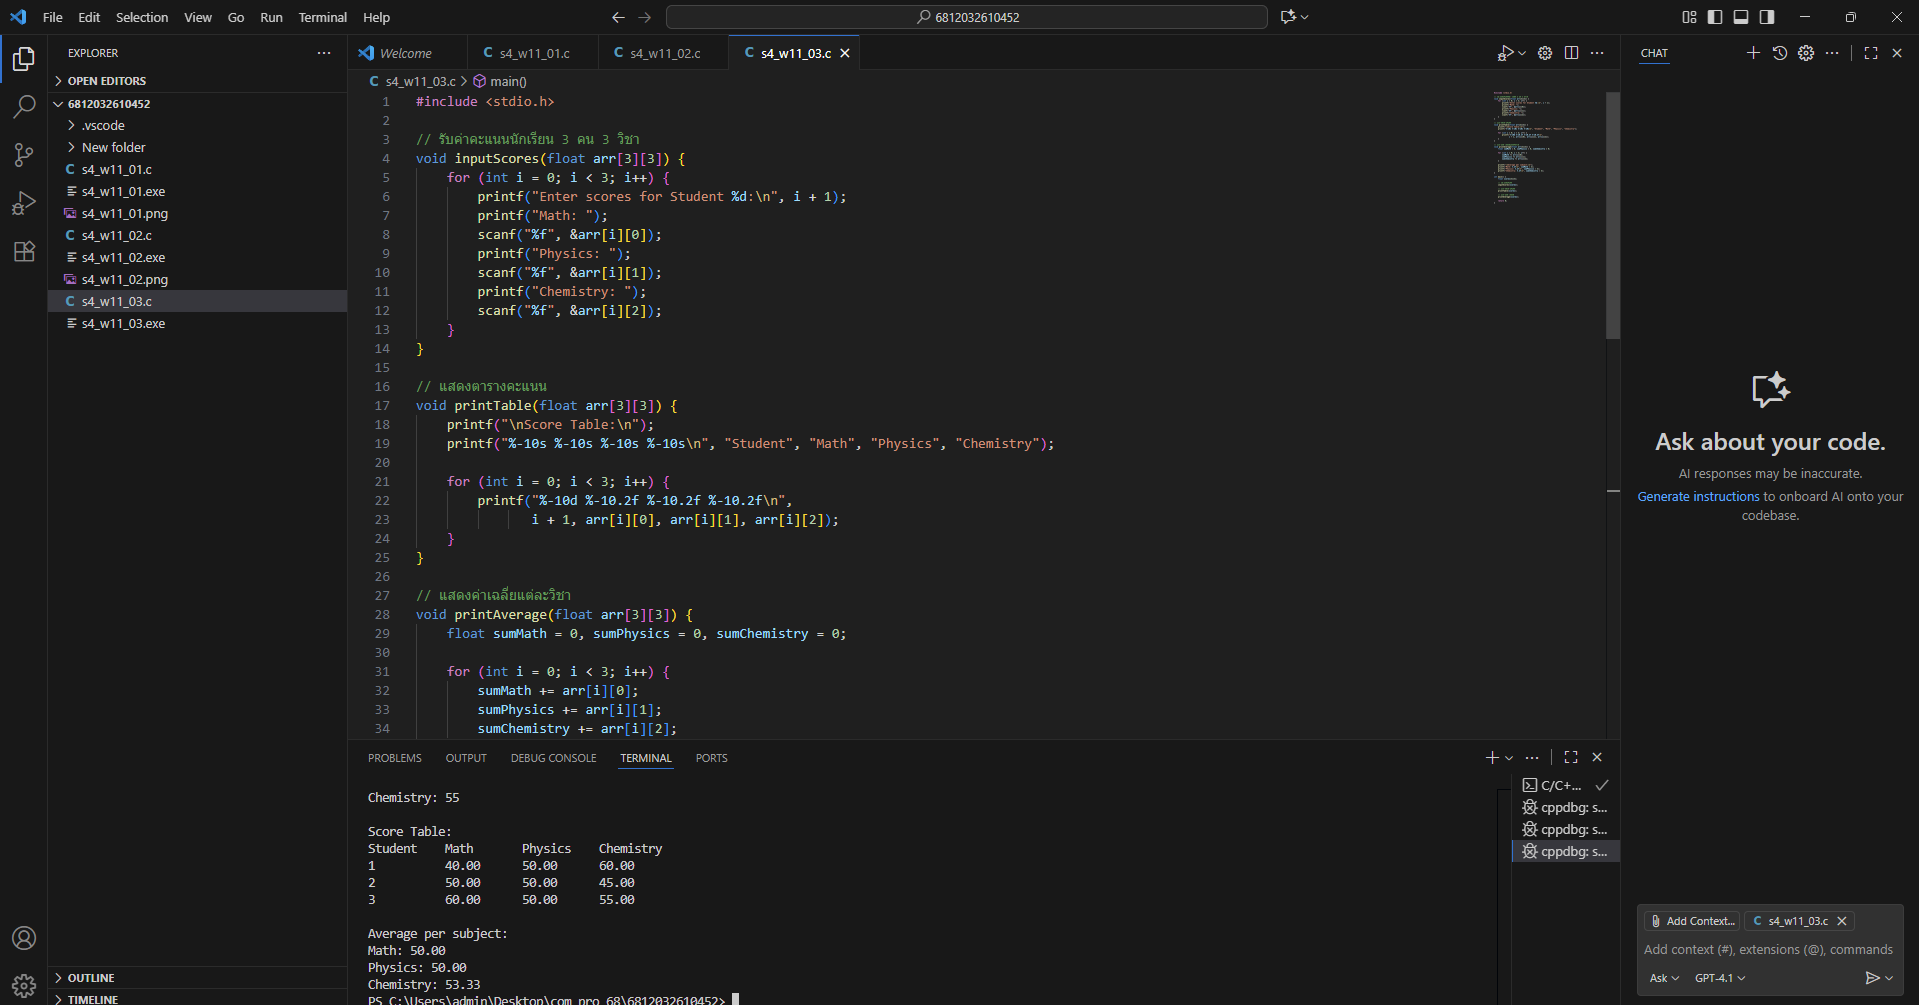 File Edit Selection View Go Run Terminal Help
6812032610452
EXPLORER
OPEN EDITORS
6812032610452
.vscode
New folder
s4_w11_01.c
s4_w11_01.exe
s4_w11_01.png
s4_w11_02.c
s4_w11_02.exe
s4_w11_02.png
s4_w11_03.c
s4_w11_03.exe
OUTLINE
TIMELINE
Welcome s4_w11_01.c s4_w11_02.c s4_w11_03.c
s4_w11_03.c > main()
1 #include <stdio.h>
2
3 // รับค่าคะแนนนักเรียน 3 คน 3 วิชา
4 void inputScores(float arr[3][3]) {
5 for (int i = 0; i < 3; i++) {
6 printf("Enter scores for Student %d:\n", i + 1);
7 printf("Math: ");
8 scanf("%f", &arr[i][0]);
9 printf("Physics: ");
10 scanf("%f", &arr[i][1]);
11 printf("Chemistry: ");
12 scanf("%f", &arr[i][2]);
13 }
14 }
15
16 // แสดงตารางคะแนน
17 void printTable(float arr[3][3]) {
18 printf("\nScore Table:\n");
19 printf("%-10s %-10s %-10s %-10s\n", "Student", "Math", "Physics", "Chemistry");
20
21 for (int i = 0; i < 3; i++) {
22 printf("%-10d %-10.2f %-10.2f %-10.2f\n",
23 i + 1, arr[i][0], arr[i][1], arr[i][2]);
24 }
25 }
26
27 // แสดงค่าเฉลี่ยแต่ละวิชา
28 void printAverage(float arr[3][3]) {
29 float sumMath = 0, sumPhysics = 0, sumChemistry = 0;
30
31 for (int i = 0; i < 3; i++) {
32 sumMath += arr[i][0];
33 sumPhysics += arr[i][1];
34 sumChemistry += arr[i][2];
PROBLEMS OUTPUT DEBUG CONSOLE TERMINAL PORTS
Chemistry: 55
Score Table:
Student Math Physics Chemistry
1 40.00 50.00 60.00
2 50.00 50.00 45.00
3 60.00 50.00 55.00
Average per subject:
Math: 50.00
Physics: 50.00
Chemistry: 53.33
PS C:\Users\admin\Desktop\com pro 68\6812032610452>
C/C+...
cppdbg: s...
cppdbg: s...
cppdbg: s...
CHAT
Ask about your code.
AI responses may be inaccurate.
Generate instructions to onboard AI onto your
codebase.
Add Context... s4_w11_03.c
Add context (#), extensions (@), commands
Ask GPT-4.1